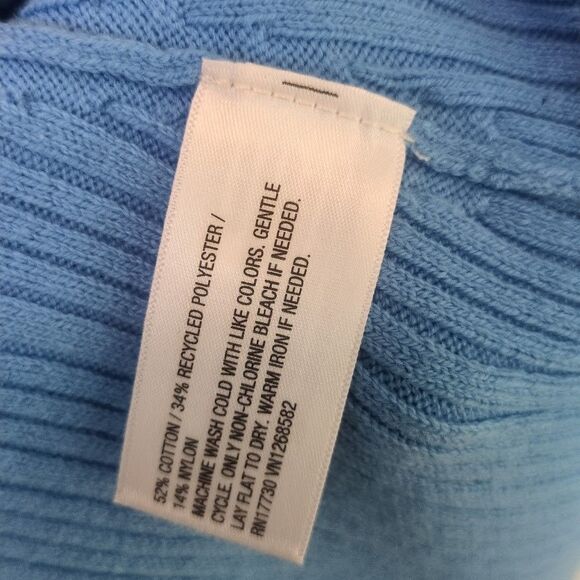 52% COTTON / 34% RECYCLED POLYESTER /
14% NYLON
MACHINE WASH COLD WITH LIKE COLORS. GENTLE
CYCLE. ONLY NON-CHLORINE BLEACH IF NEEDED.
LAY FLAT TO DRY. WARM IRON IF NEEDED.
RN17730 VN1268582